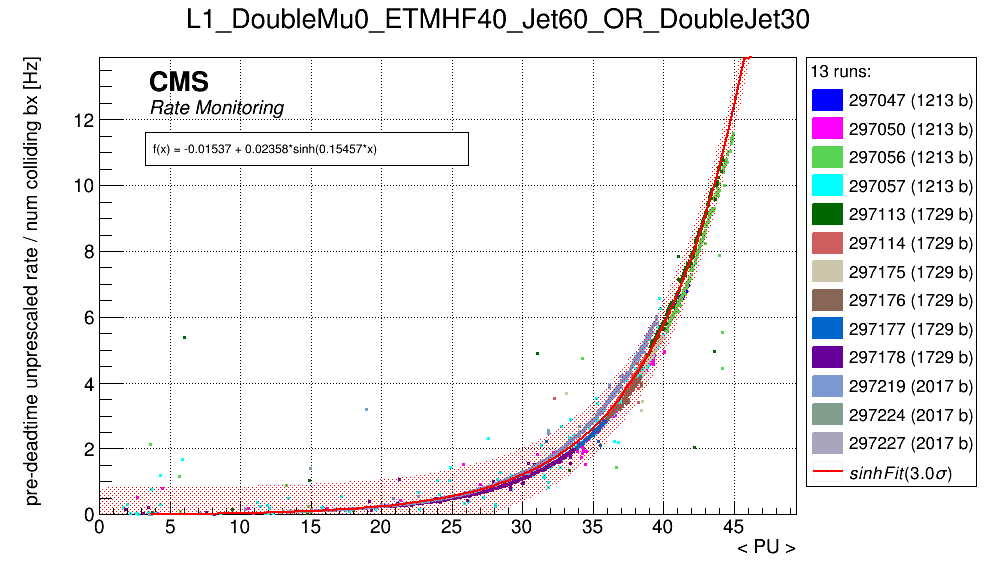 L1_DoubleMu0_ETMHF40_Jet60_OR_DoubleJet30
pre-deadtime unprescaled rate / num colliding bx [Hz]
CMS
Rate Monitoring
f(x) = -0.01537 + 0.02358*sinh(0.15457*x)
12
10
8
6
4
2
0
0 5 10 15 20 25 30 35 40 45
< PU >
13 runs:
297047 (1213 b)
297050 (1213 b)
297056 (1213 b)
297057 (1213 b)
297113 (1729 b)
297114 (1729 b)
297175 (1729 b)
297176 (1729 b)
297177 (1729 b)
297178 (1729 b)
297219 (2017 b)
297224 (2017 b)
297227 (2017 b)
sinhFit(3.0σ)